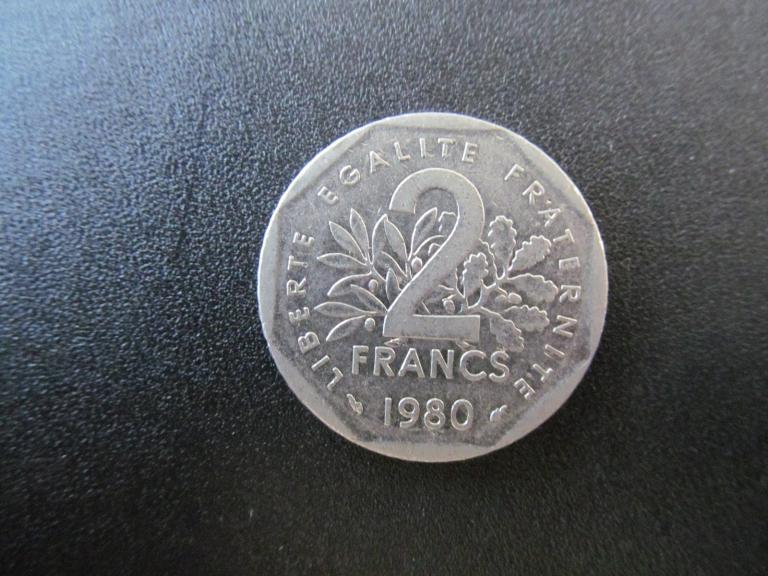 LIBERTE EGALITE FRATERNITE
2
FRANCS
1980